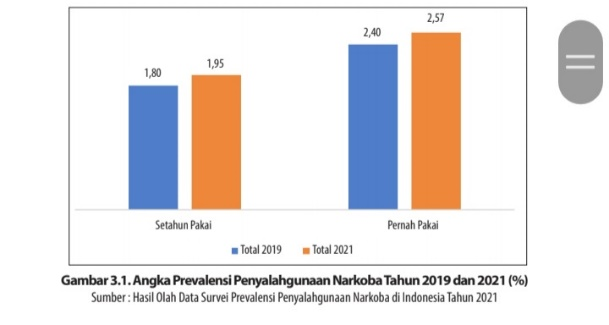 2,57
2,40
1,95
1,80
Setahun Pakai
Pernah Pakai
Total 2019
Total 2021
Gambar 3.1. Angka Prevalensi Penyalahgunaan Narkoba Tahun 2019 dan 2021 (%)
Sumber : Hasil Olah Data Survei Prevalensi Penyalahgunaan Narkoba di Indonesia Tahun 2021